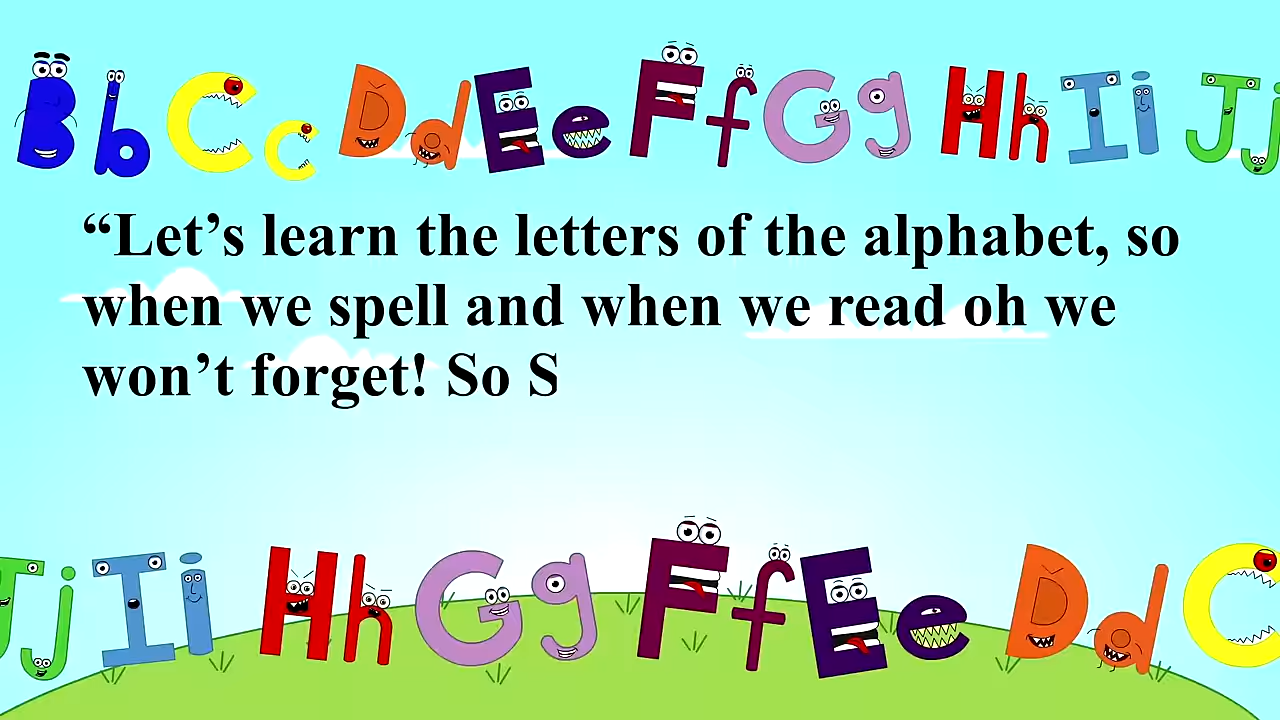 Bb Cc Dd Ee Ff Gg Hh Ii Jj
“Let’s learn the letters of the alphabet, so
when we spell and when we read oh we
won’t forget! So S
Jj Ii Hh Gg Ff Ee Dd C